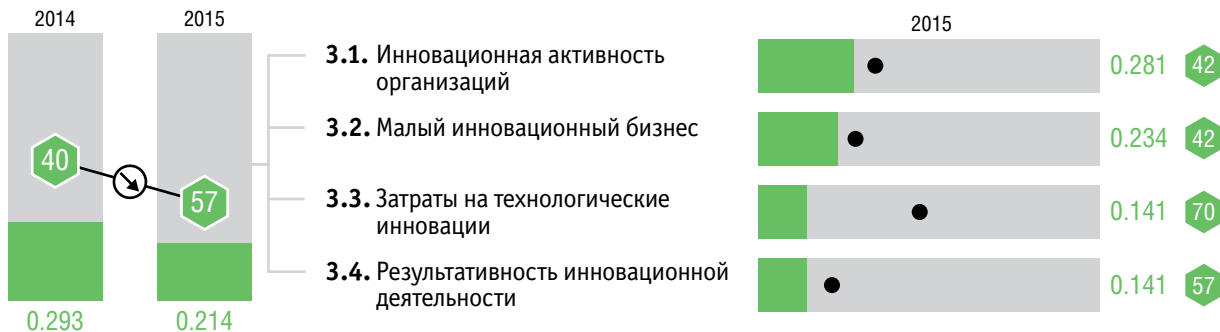 2014
2015
40
57
0.293
0.214
3.1. Инновационная активность
организаций
3.2. Малый инновационный бизнес
3.3. Затраты на технологические
инновации
3.4. Результативность инновационной
деятельности
2015
0.281 42
0.234 42
0.141 70
0.141 57